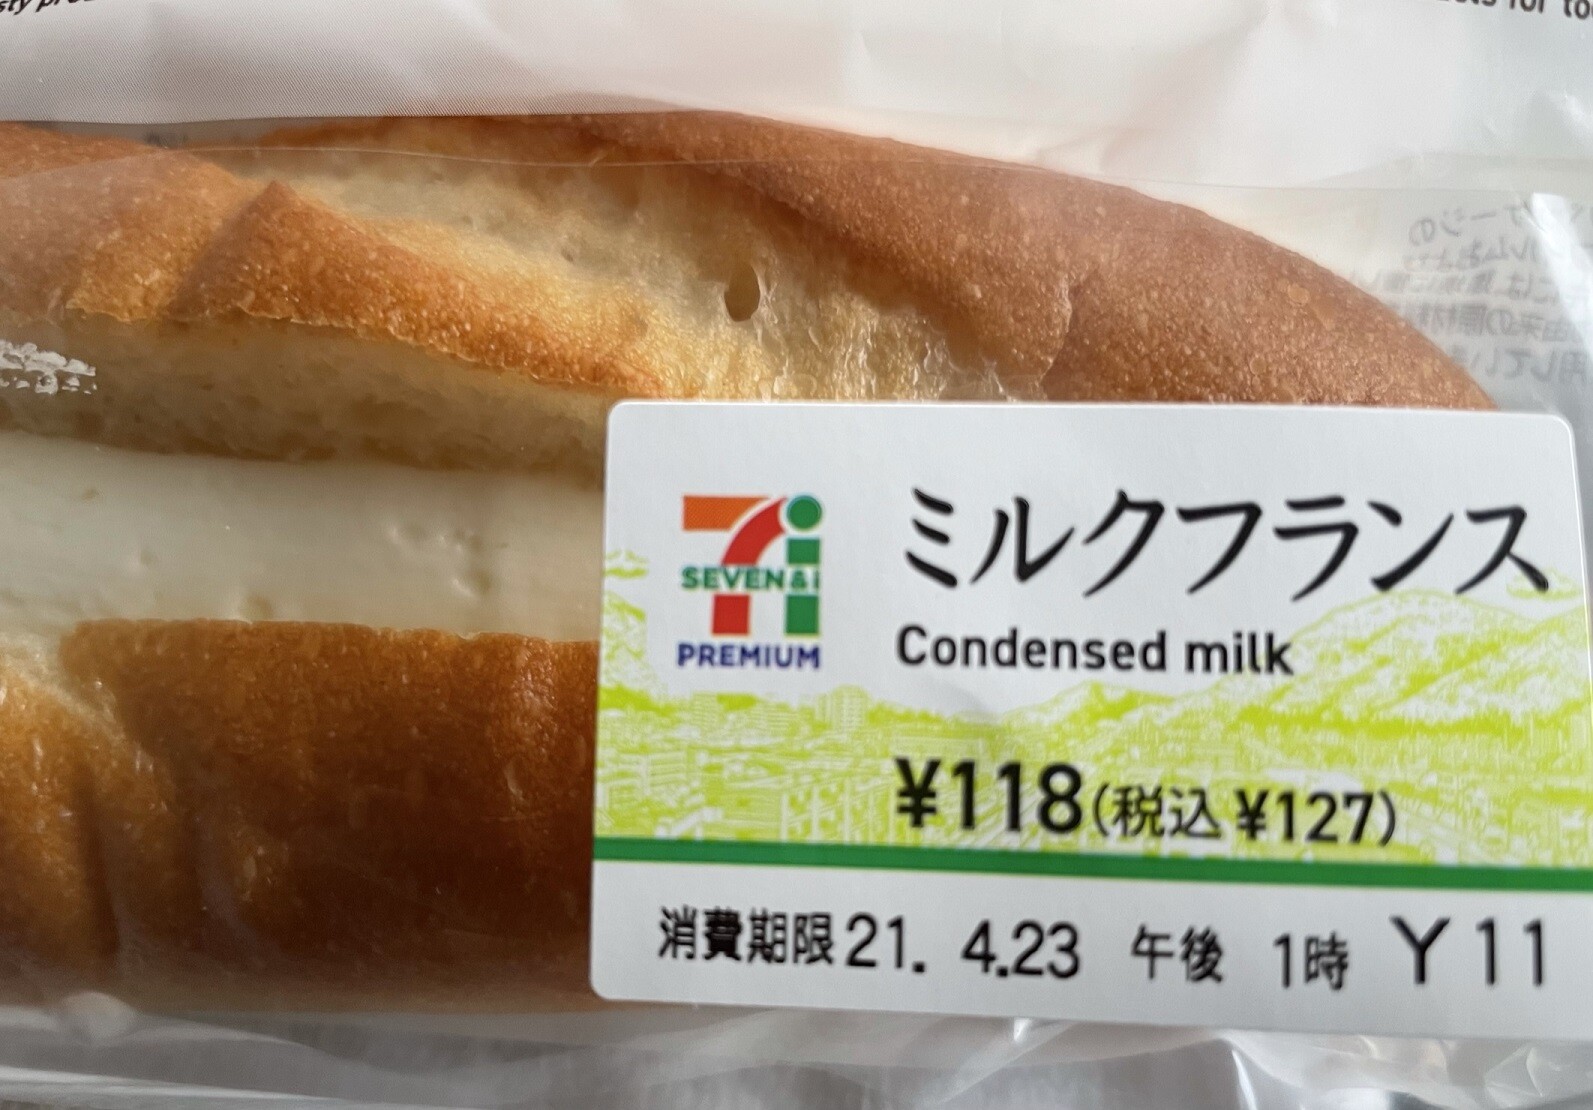 ミルクフランス
SEVEN&i
PREMIUM
Condensed milk
¥118(税込 ¥127)
消費期限 21. 4.23 午後 1時 Y 11